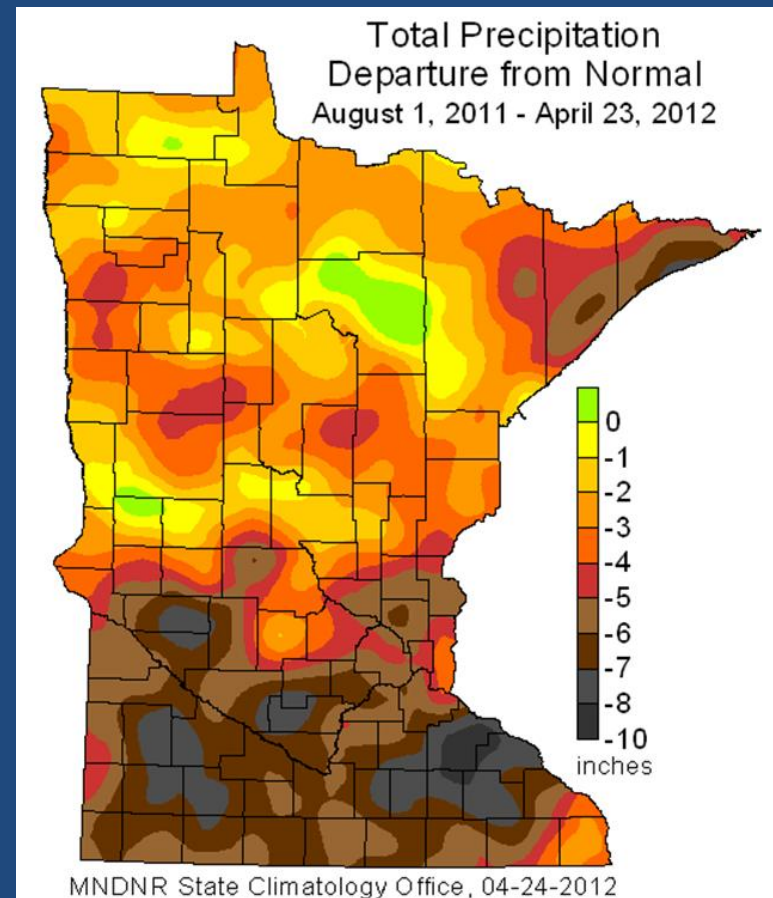 Total Precipitation
Departure from Normal
August 1, 2011 - April 23, 2012
0
-1
-2
-3
-4
-5
-6
-7
-8
-10
inches
MNDNR State Climatology Office, 04-24-2012